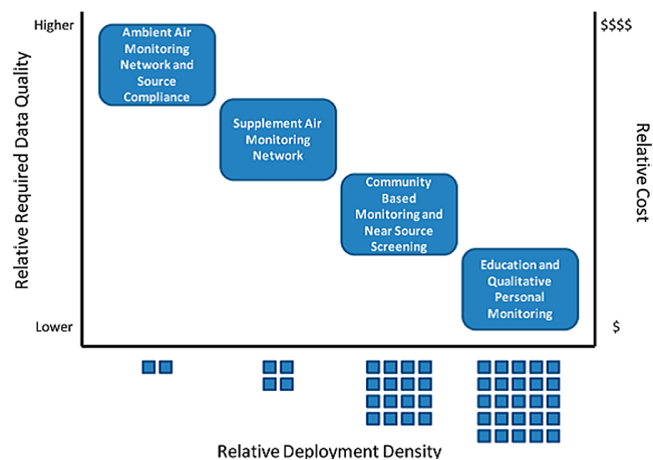 Higher
$$$$
Ambient Air
Monitoring
Network and
Source
Compliance
Supplement Air
Monitoring
Network
Community
Based
Monitoring and
Near Source
Screening
Education and
Qualitative
Personal
Monitoring
Relative Required Data Quality
Relative Cost
Lower
$
Relative Deployment Density